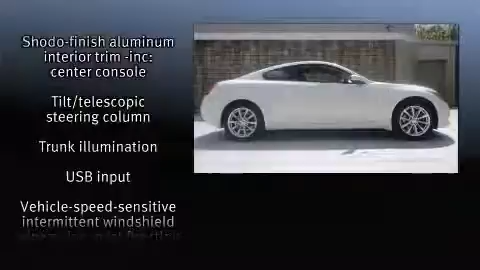 Shodo-finish aluminum
interior trim -inc:
center console
Tilt/telescopic
steering column
Trunk illumination
USB input
Vehicle-speed-sensitive
intermittent windshield